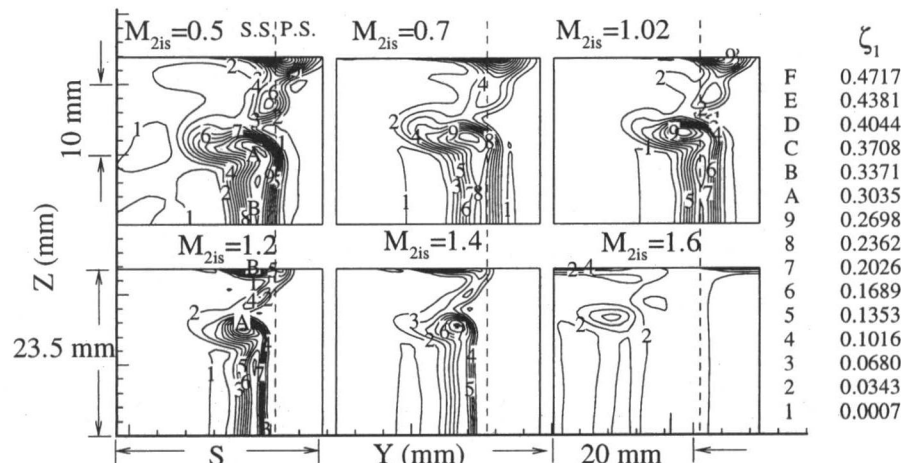 M2is=0.5 S.S. P.S. M2is=0.7 M2is=1.02
ζ1
F 0.4717
E 0.4381
D 0.4044
C 0.3708
B 0.3371
A 0.3035
9 0.2698
8 0.2362
7 0.2026
6 0.1689
5 0.1353
4 0.1016
3 0.0680
2 0.0343
1 0.0007
10 mm
Z (mm)
M2is=1.2 M2is=1.4 M2is=1.6
23.5 mm
S Y (mm) 20 mm